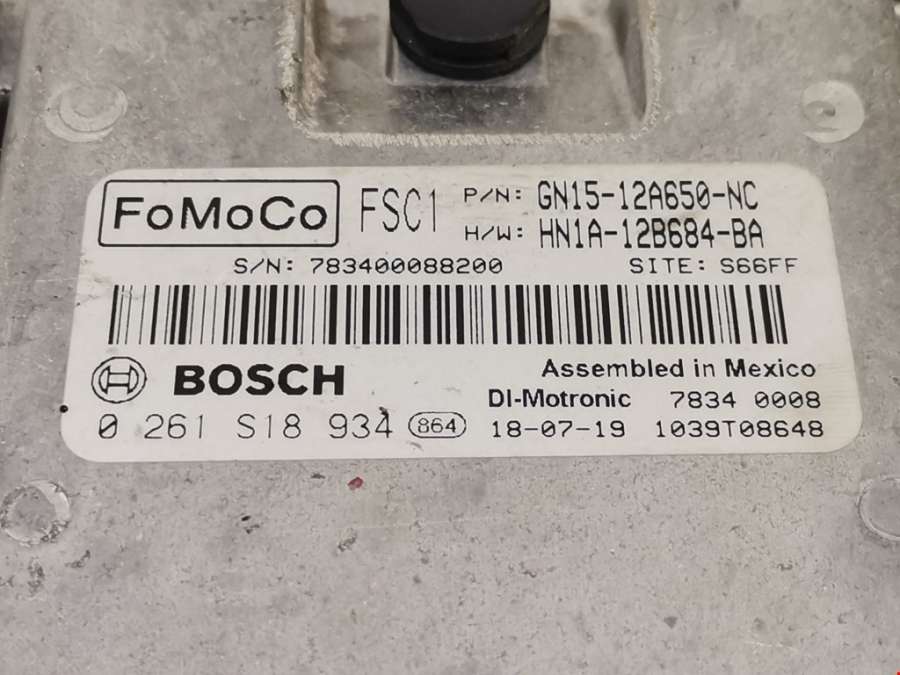 FoMoCo FSC1 P/N: GN15-12A650-NC
H/W: HN1A-12B684-BA
S/N: 783400088200 SITE: S66FF
BOSCH Assembled in Mexico
DI-Motronic 7834 0008
0 261 S18 934 864 18-07-19 1039T08648